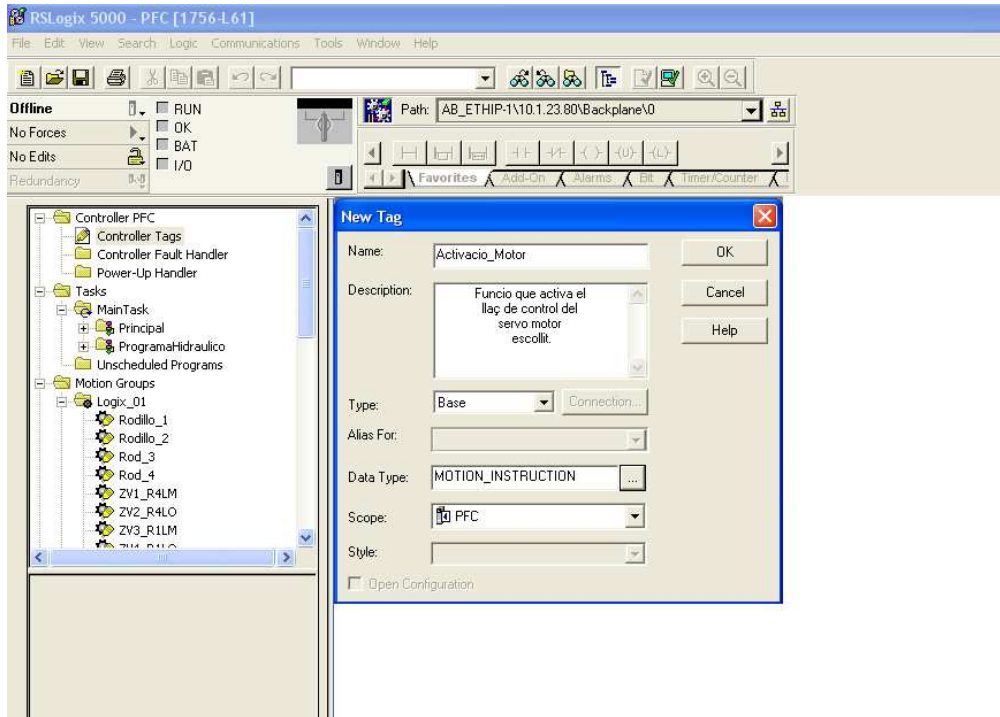 RSLogix 5000 - PFC [1756-L61]
File Edit View Search Logic Communications Tools Window Help
Offline
RUN
No Forces
OK
No Edits
BAT
I/O
Redundancy
Path: AB_ETHIP-1\10.1.23.80\Backplane\0
Favorites Add-On Alarms Bit Timer/Counter
Controller PFC
Controller Tags
Controller Fault Handler
Power-Up Handler
Tasks
MainTask
Principal
ProgramaHidraulico
Unscheduled Programs
Motion Groups
Logix_01
Rodillo_1
Rodillo_2
Rod_3
Rod_4
ZV1_R4LM
ZV2_R4LO
ZV3_R1LM
New Tag
Name: Activacio_Motor
Description: Funcio que activa el
llaç de control del
servo motor
escollit.
Type: Base Connection...
Alias For:
Data Type: MOTION_INSTRUCTION ...
Scope: PFC
Style:
Open Configuration
OK
Cancel
Help